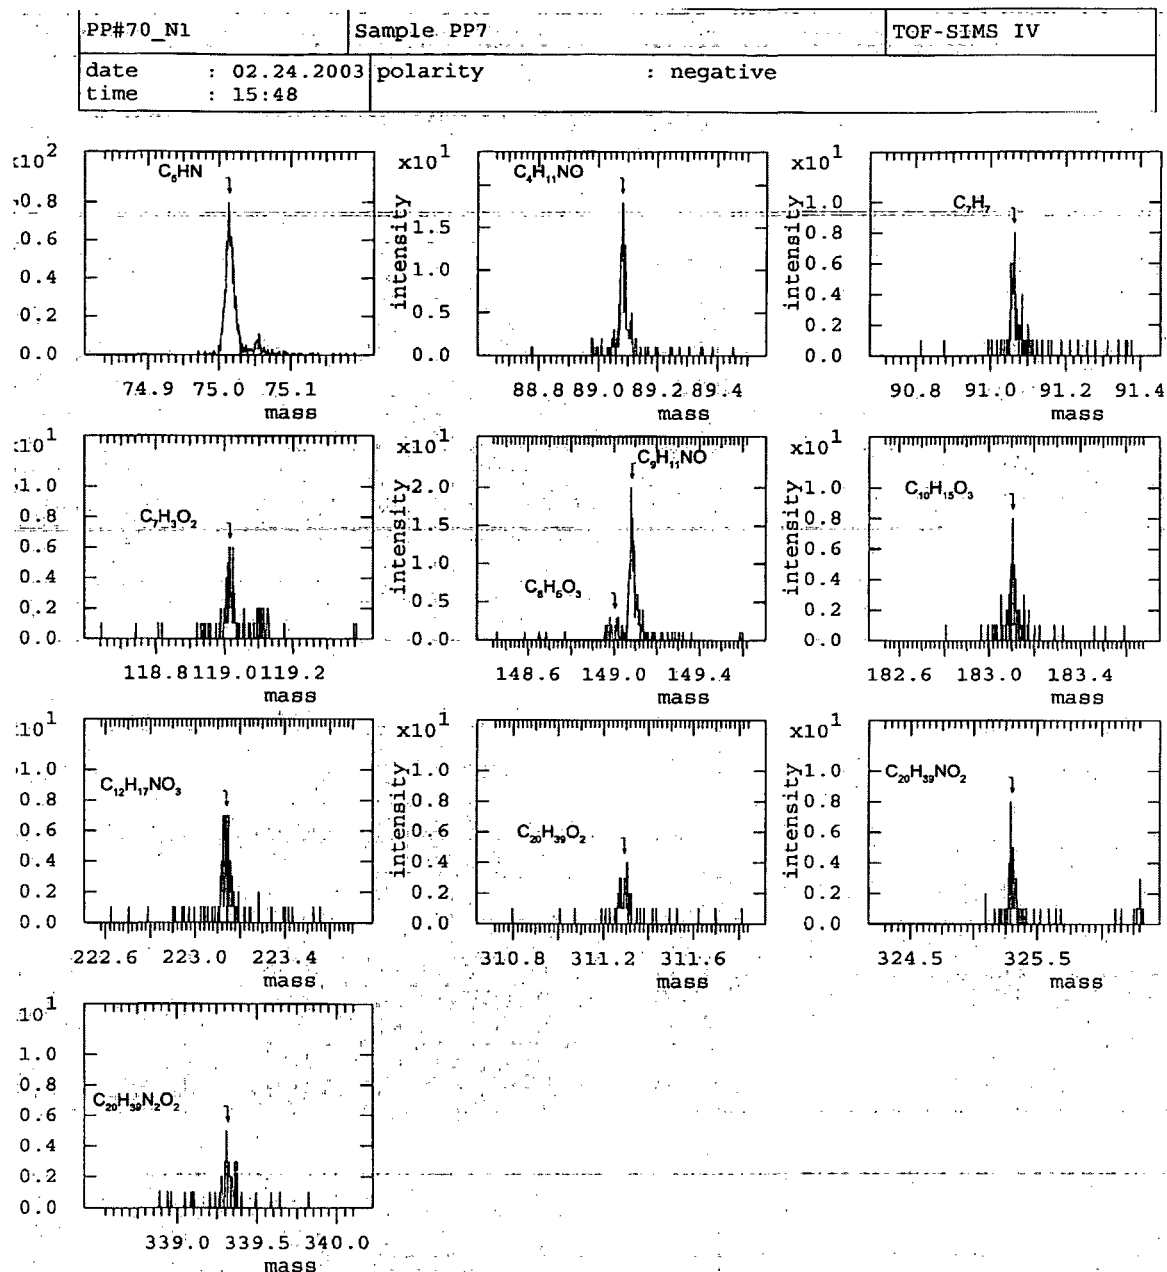 PP#70_N1 Sample PP7 TOF-SIMS IV
date : 02.24.2003 polarity : negative
time : 15:48
x10² x10¹ x10¹
C₅HN C₄H₁₁NO C₇H₇
0.8 1.5 1.0
0.6 1.0 0.8
0.4 0.5 0.6
0.2 0.0 0.4
0.0 0.2
0.0
intensity intensity
74.9 75.0 75.1 88.8 89.0 89.2 89.4 90.8 91.0 91.2 91.4
mass mass mass
10¹ x10¹ x10¹
C₇H₃O₂ C₉H₁₁NO C₁₀H₁₅O₃
C₈H₅O₃
1.0 2.0 1.0
0.8 1.5 0.8
0.6 1.0 0.6
0.4 0.5 0.4
0.2 0.0 0.2
0.0 0.0
intensity intensity
118.8 119.0 119.2 148.6 149.0 149.4 182.6 183.0 183.4
mass mass mass
10¹ x10¹ x10¹
C₁₂H₁₇NO₃ C₂₀H₃₉O₂ C₂₀H₃₉NO₂
1.0 1.0 1.0
0.8 0.8 0.8
0.6 0.6 0.6
0.4 0.4 0.4
0.2 0.2 0.2
0.0 0.0 0.0
intensity intensity
222.6 223.0 223.4 310.8 311.2 311.6 324.5 325.5
mass mass mass
10¹
C₂₀H₃₉N₂O₂
1.0
0.8
0.6
0.4
0.2
0.0
339.0 339.5 340.0
mass